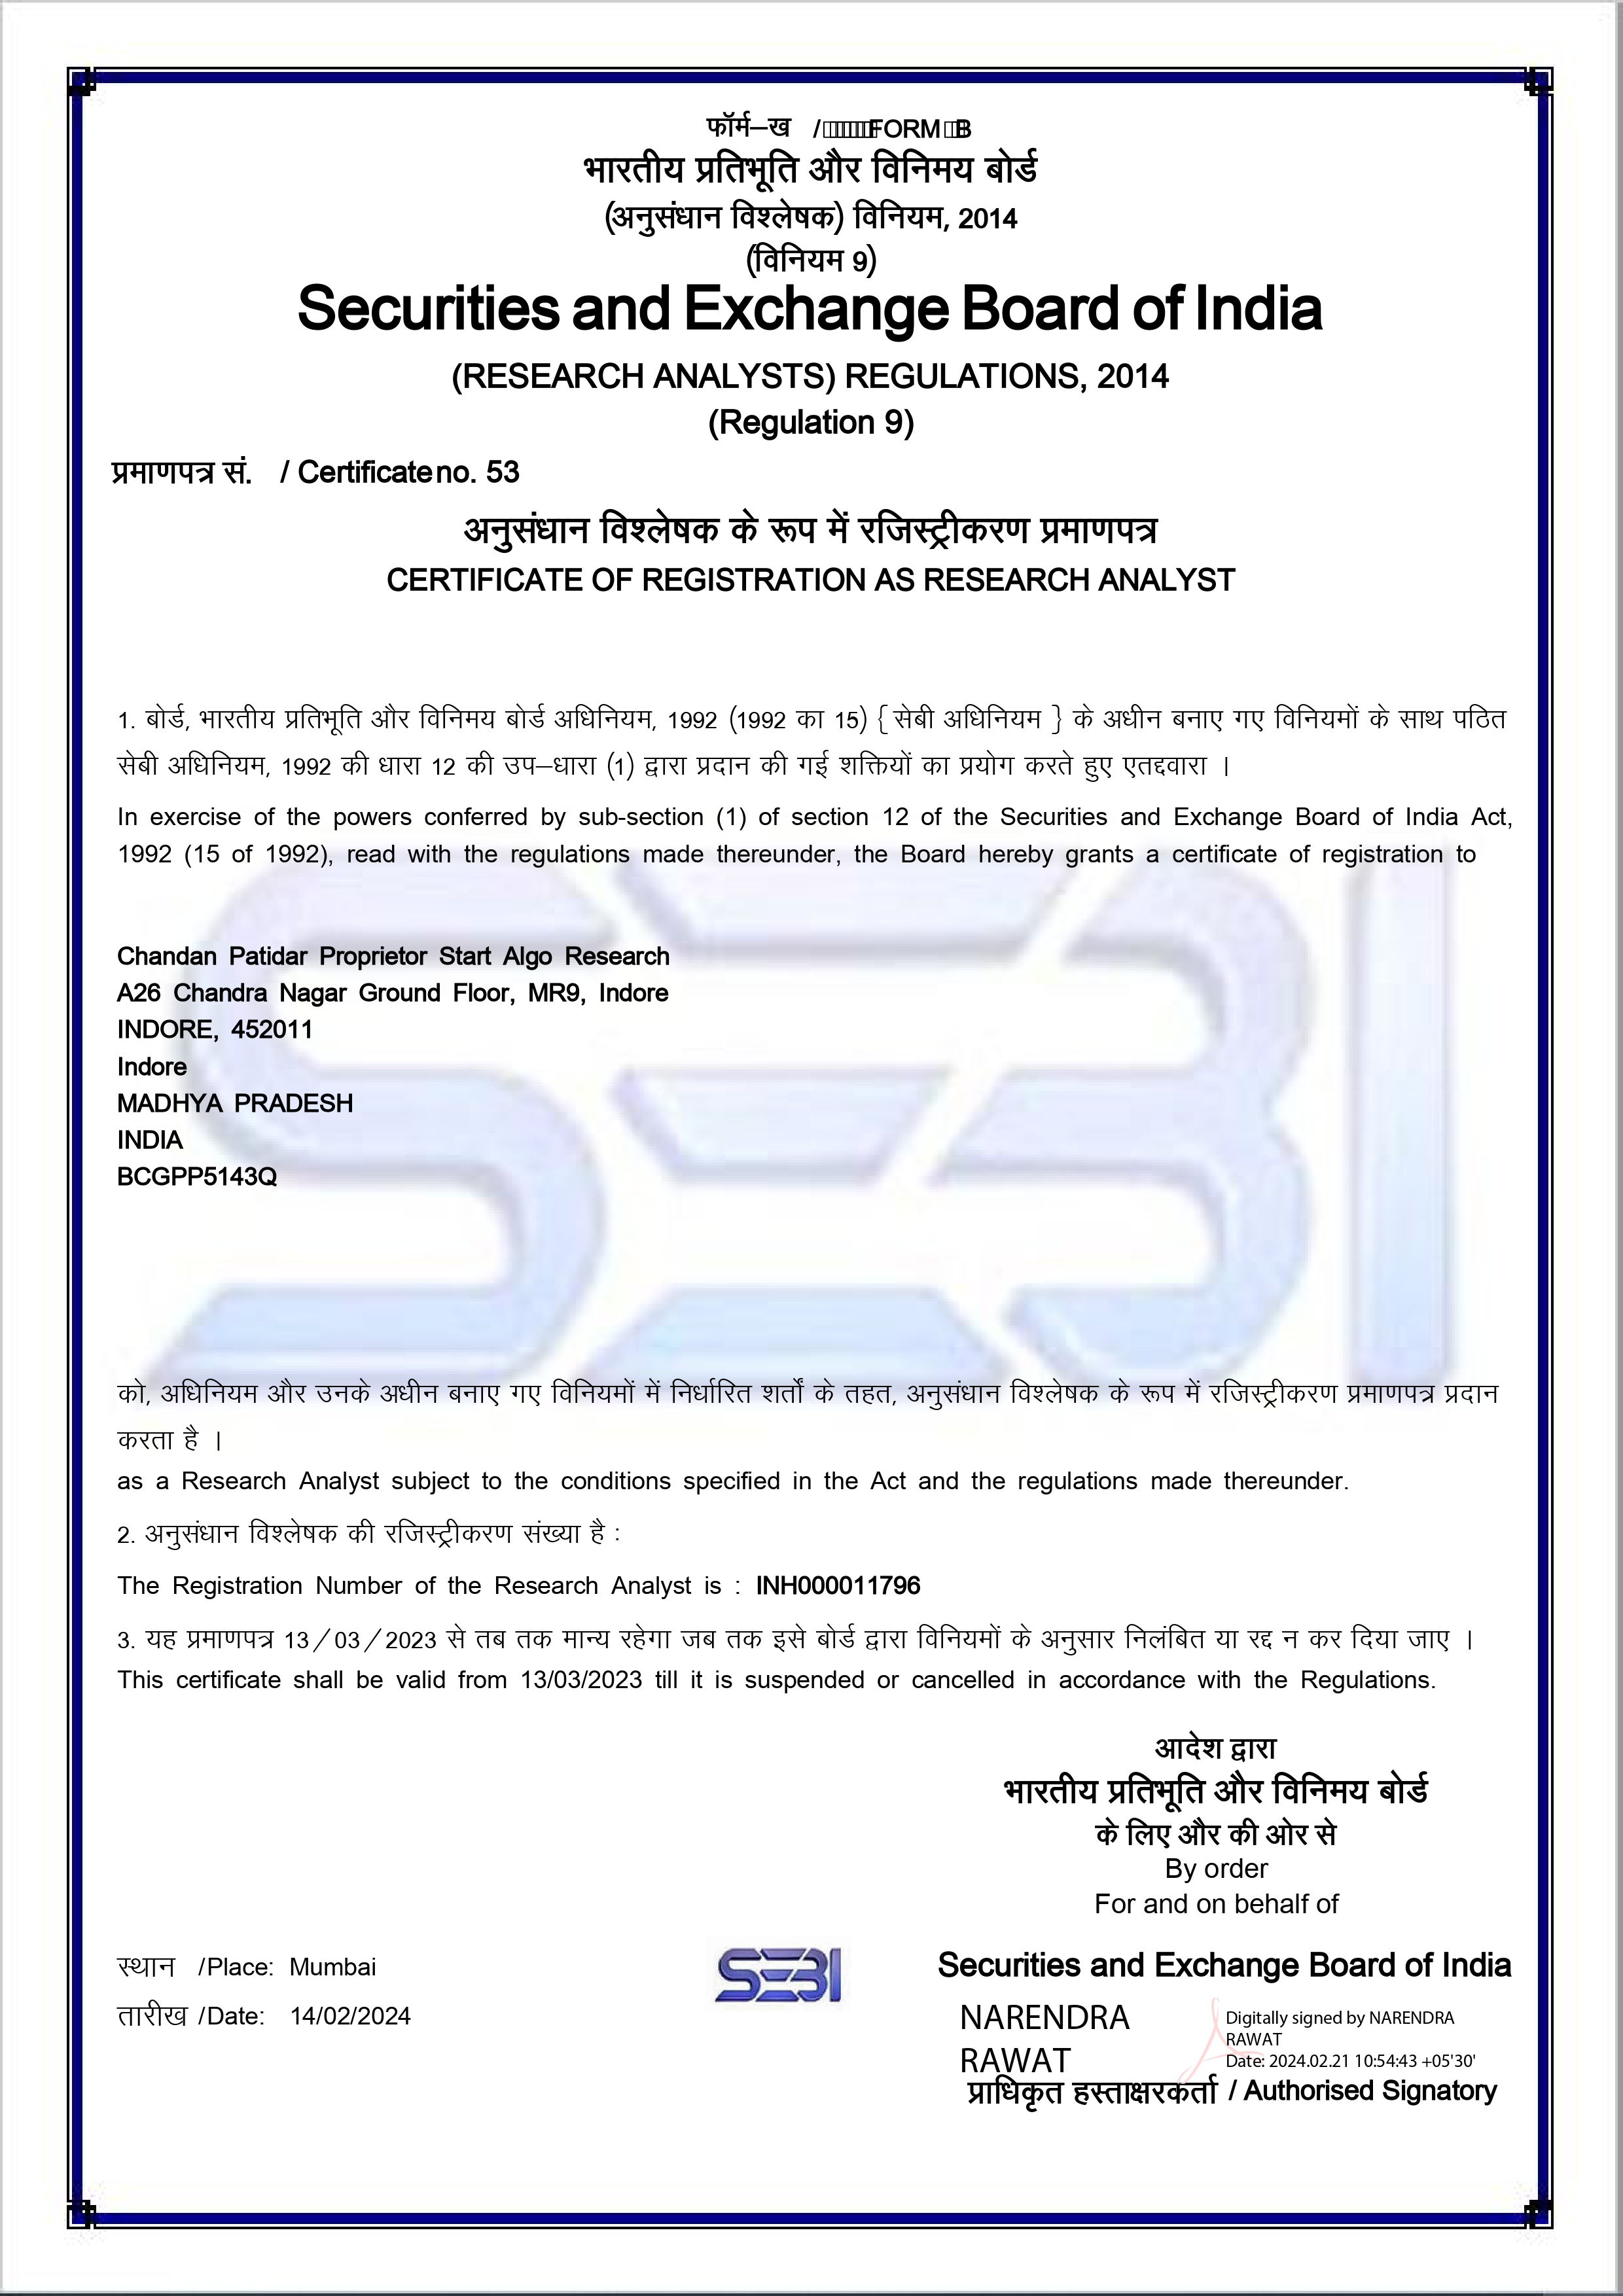 फॉर्म–ख / FORM B
भारतीय प्रतिभूति और विनिमय बोर्ड
(अनुसंधान विश्लेषक) विनियम, 2014
(विनियम 9)
Securities and Exchange Board of India
(RESEARCH ANALYSTS) REGULATIONS, 2014
(Regulation 9)
प्रमाणपत्र सं. / Certificate no. 53
अनुसंधान विश्लेषक के रूप में रजिस्ट्रीकरण प्रमाणपत्र
CERTIFICATE OF REGISTRATION AS RESEARCH ANALYST
1. बोर्ड, भारतीय प्रतिभूति और विनिमय बोर्ड अधिनियम, 1992 (1992 का 15) { सेबी अधिनियम } के अधीन बनाए गए विनियमों के साथ पठित
सेबी अधिनियम, 1992 की धारा 12 की उप–धारा (1) द्वारा प्रदान की गई शक्तियों का प्रयोग करते हुए एतद्दवारा ।
In exercise of the powers conferred by sub-section (1) of section 12 of the Securities and Exchange Board of India Act,
1992 (15 of 1992), read with the regulations made thereunder, the Board hereby grants a certificate of registration to
Chandan Patidar Proprietor Start Algo Research
A26 Chandra Nagar Ground Floor, MR9, Indore
INDORE, 452011
Indore
MADHYA PRADESH
INDIA
BCGPP5143Q
को, अधिनियम और उनके अधीन बनाए गए विनियमों में निर्धारित शर्तों के तहत, अनुसंधान विश्लेषक के रूप में रजिस्ट्रीकरण प्रमाणपत्र प्रदान
करता है ।
as a Research Analyst subject to the conditions specified in the Act and the regulations made thereunder.
2. अनुसंधान विश्लेषक की रजिस्ट्रीकरण संख्या है :
The Registration Number of the Research Analyst is : INH000011796
3. यह प्रमाणपत्र 13/03/2023 से तब तक मान्य रहेगा जब तक इसे बोर्ड द्वारा विनियमों के अनुसार निलंबित या रद्द न कर दिया जाए ।
This certificate shall be valid from 13/03/2023 till it is suspended or cancelled in accordance with the Regulations.
आदेश द्वारा
भारतीय प्रतिभूति और विनिमय बोर्ड
के लिए और की ओर से
By order
For and on behalf of
Securities and Exchange Board of India
स्थान /Place: Mumbai
तारीख /Date: 14/02/2024
SEBI
NARENDRA
RAWAT
Digitally signed by NARENDRA
RAWAT
Date: 2024.02.21 10:54:43 +05'30'
प्राधिकृत हस्ताक्षरकर्ता / Authorised Signatory